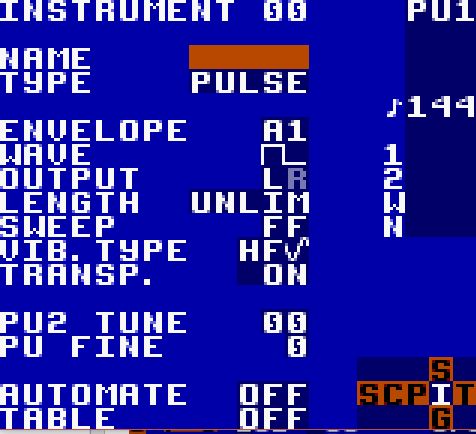 INSTRUMENT 00 PU1
NAME
TYPE PULSE
♪144
ENVELOPE A1
WAVE 1
OUTPUT LR 2
LENGTH UNLIM W
SWEEP FF N
VIB.TYPE HF
TRANSP. ON
PU2 TUNE 00
PU FINE 0
S
AUTOMATE OFF SCPIT
TABLE OFF G